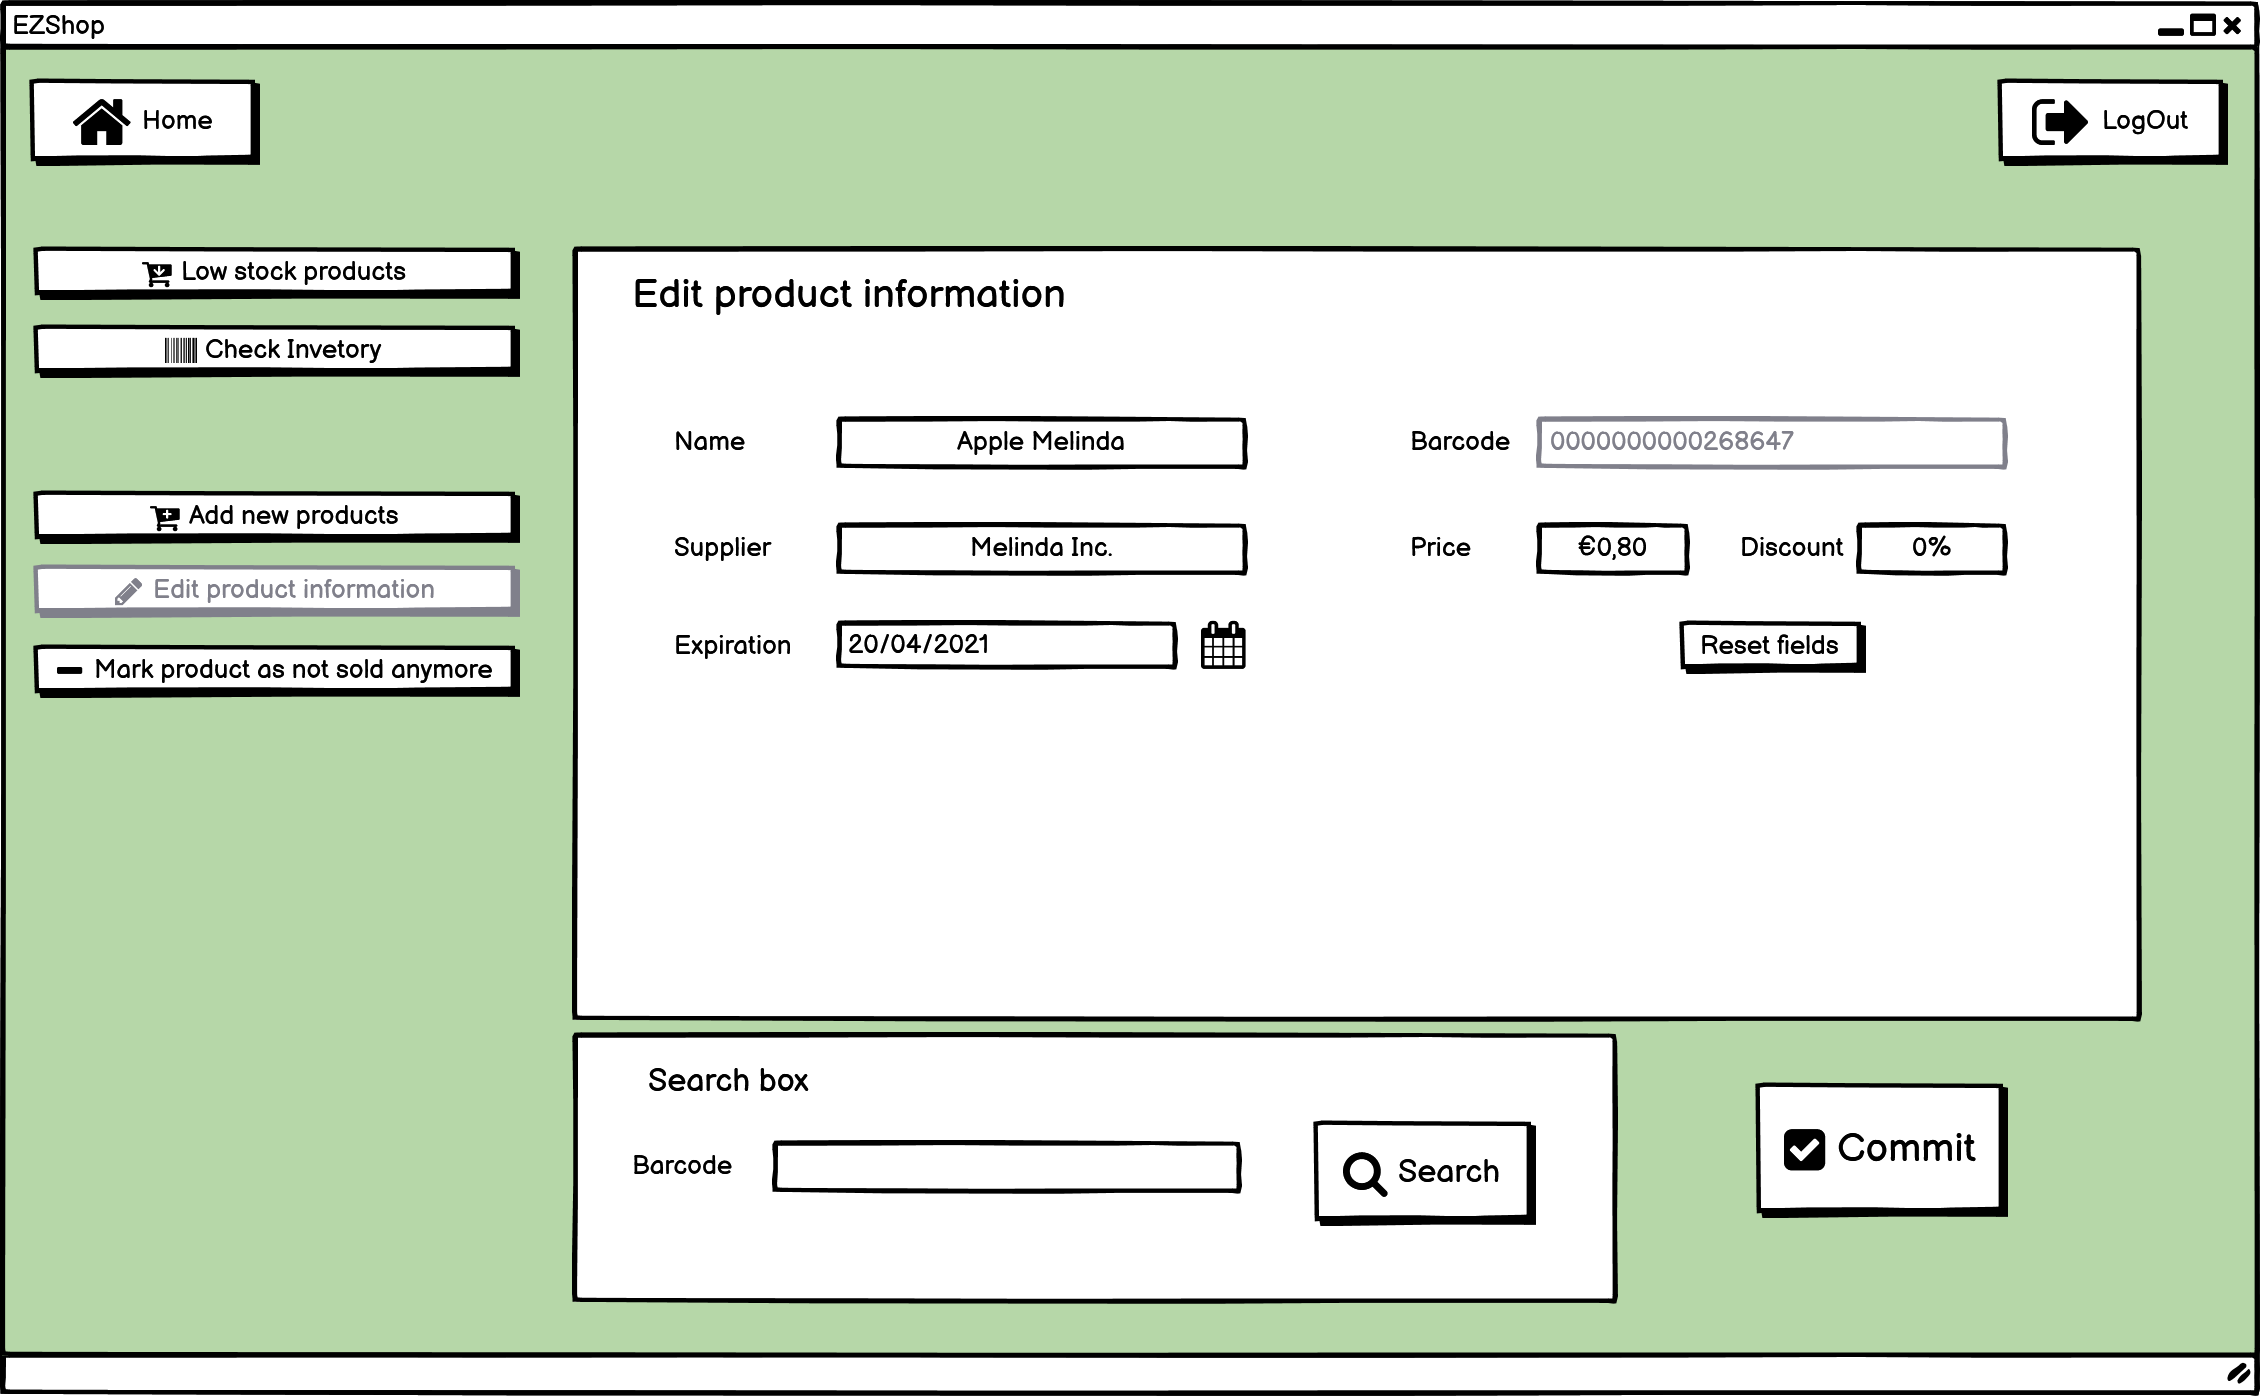 EZShop
Home
LogOut
Low stock products
Check Invetory
Add new products
Edit product information
Mark product as not sold anymore
Edit product information
Name
Apple Melinda
Barcode
0000000000268647
Supplier
Melinda Inc.
Price
€0,80
Discount
0%
Expiration
20/04/2021
Reset fields
Search box
Barcode
Search
Commit